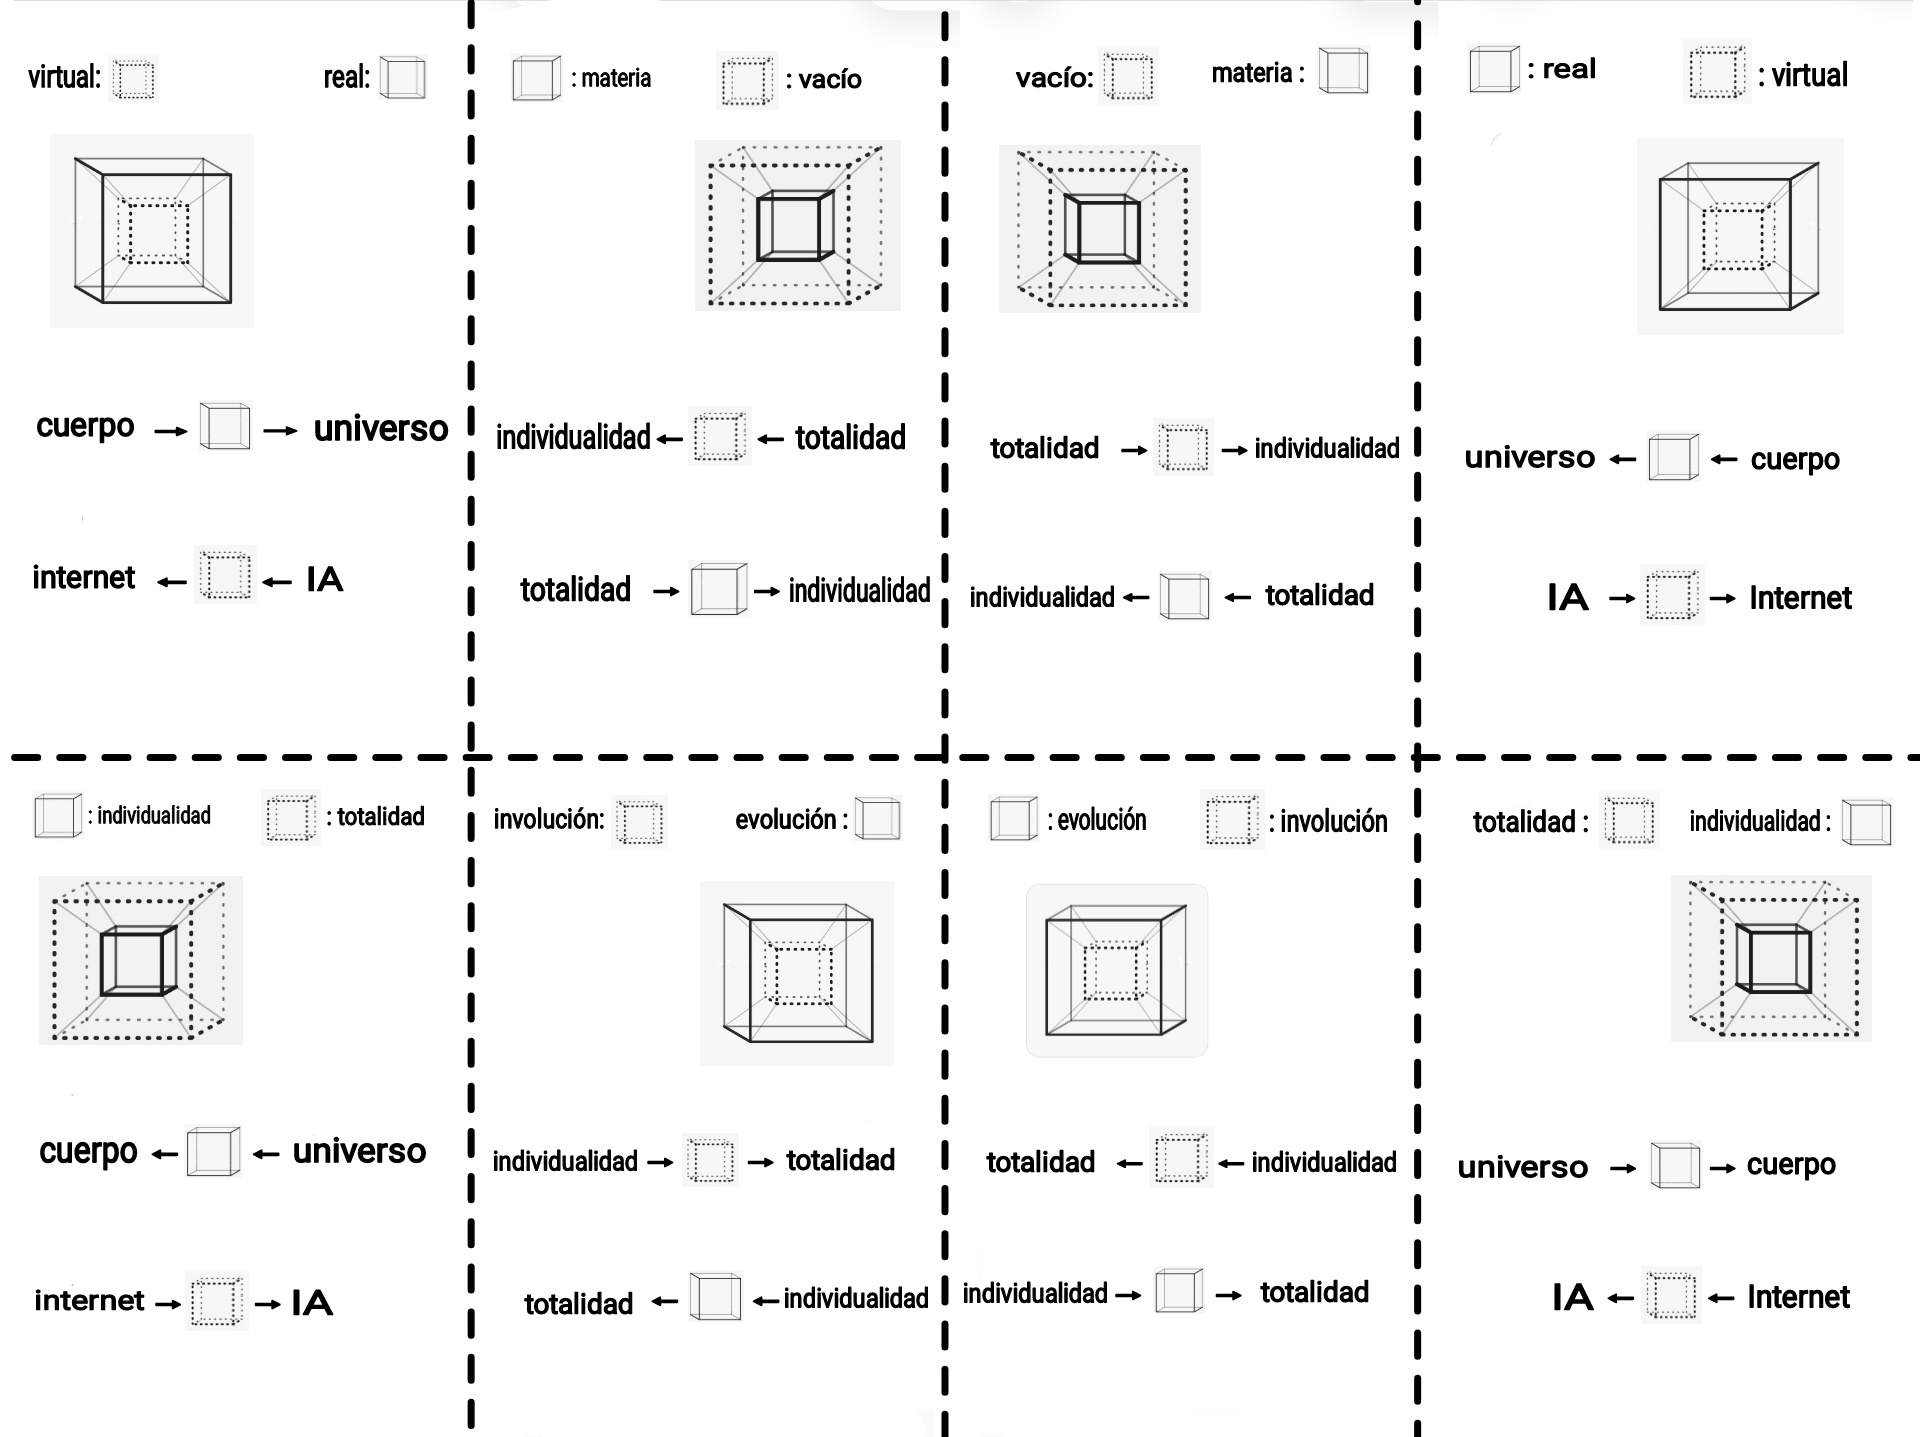 virtual: real:
cuerpo → → universo
internet ← ← IA
: materia : vacío
individualidad ← ← totalidad
totalidad → → individualidad
vacío: materia :
totalidad → → individualidad
individualidad ← ← totalidad
: real : virtual
universo ← ← cuerpo
IA → → Internet
: individualidad : totalidad
cuerpo ← ← universo
internet → → IA
involución: evolución :
individualidad → → totalidad
totalidad ← ← individualidad
: evolución : involución
totalidad ← ← individualidad
individualidad → → totalidad
totalidad : individualidad :
universo → → cuerpo
IA ← ← Internet